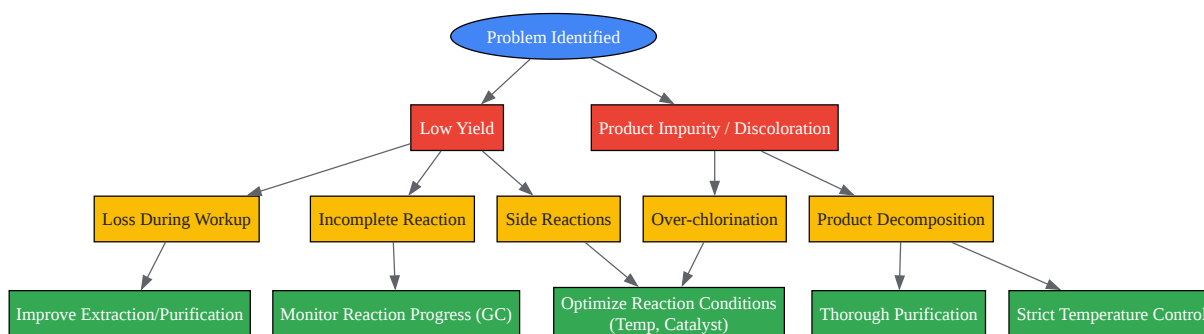 Problem Identified
Low Yield
Product Impurity / Discoloration
Loss During Workup
Incomplete Reaction
Side Reactions
Over-chlorination
Product Decomposition
Improve Extraction/Purification
Monitor Reaction Progress (GC)
Optimize Reaction Conditions
(Temp, Catalyst)
Thorough Purification
Strict Temperature Control